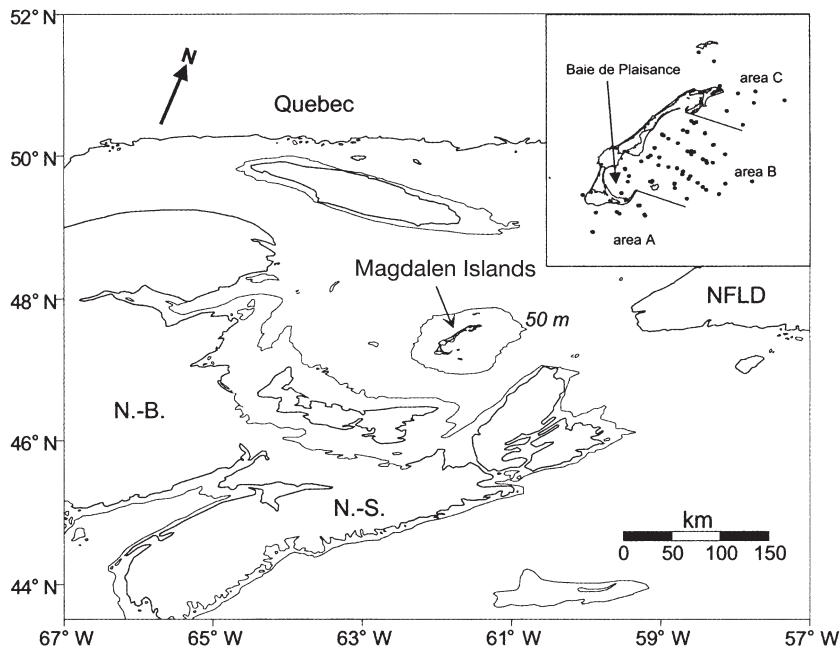 52° N
N
Quebec
Baie de Plaisance
area C
area B
area A
50° N
Magdalen Islands
48° N
50 m
NFLD
N.-B.
46° N
N.-S.
km
0 50 100 150
44° N
67° W 65° W 63° W 61° W 59° W 57° W